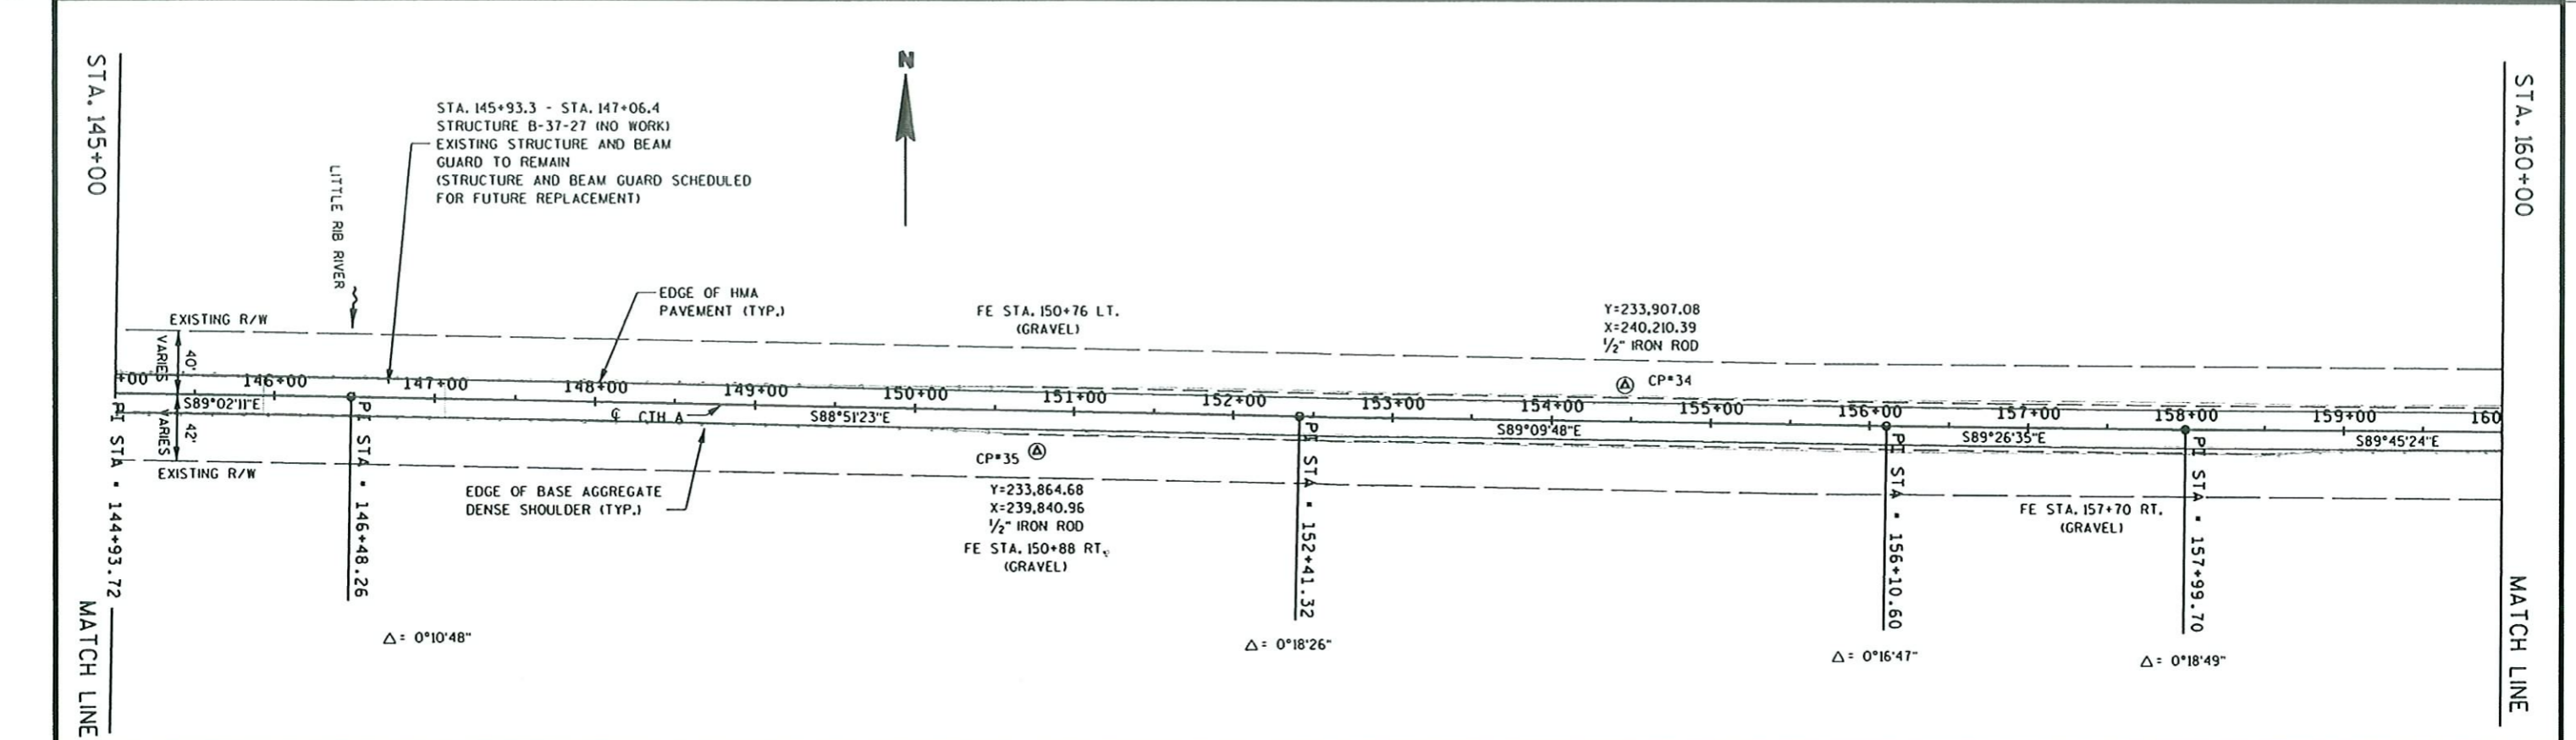 STA. 145+00
N
STA. 145+93.3 - STA. 147+06.4
STRUCTURE B-37-27 (NO WORK)
EXISTING STRUCTURE AND BEAM
GUARD TO REMAIN
(STRUCTURE AND BEAM GUARD SCHEDULED
FOR FUTURE REPLACEMENT)
STA. 160+00
LITTLE RIB RIVER
EDGE OF HMA
PAVEMENT (TYP.)
FE STA. 150+76 LT.
(GRAVEL)
Y=233,907.08
X=240,210.39
1/2" IRON ROD
EXISTING R/W
VARIES
40'
CP#34
+00
146+00
147+00
148+00
149+00
150+00
151+00
152+00
153+00
154+00
155+00
156+00
157+00
158+00
159+00
160
S89°02'11"E
℄ CTH A
S88°51'23"E
S89°09'48"E
S89°26'35"E
S89°45'24"E
VARIES
42'
EXISTING R/W
CP#35
Y=233,864.68
X=239,840.96
1/2" IRON ROD
FE STA. 150+88 RT.
(GRAVEL)
EDGE OF BASE AGGREGATE
DENSE SHOULDER (TYP.)
FE STA. 157+70 RT.
(GRAVEL)
PI STA = 144+93.72
PI STA = 146+48.26
PI STA = 152+41.32
PI STA = 156+10.60
PI STA = 157+99.70
Δ= 0°10'48"
Δ= 0°18'26"
Δ= 0°16'47"
Δ= 0°18'49"
MATCH LINE
MATCH LINE